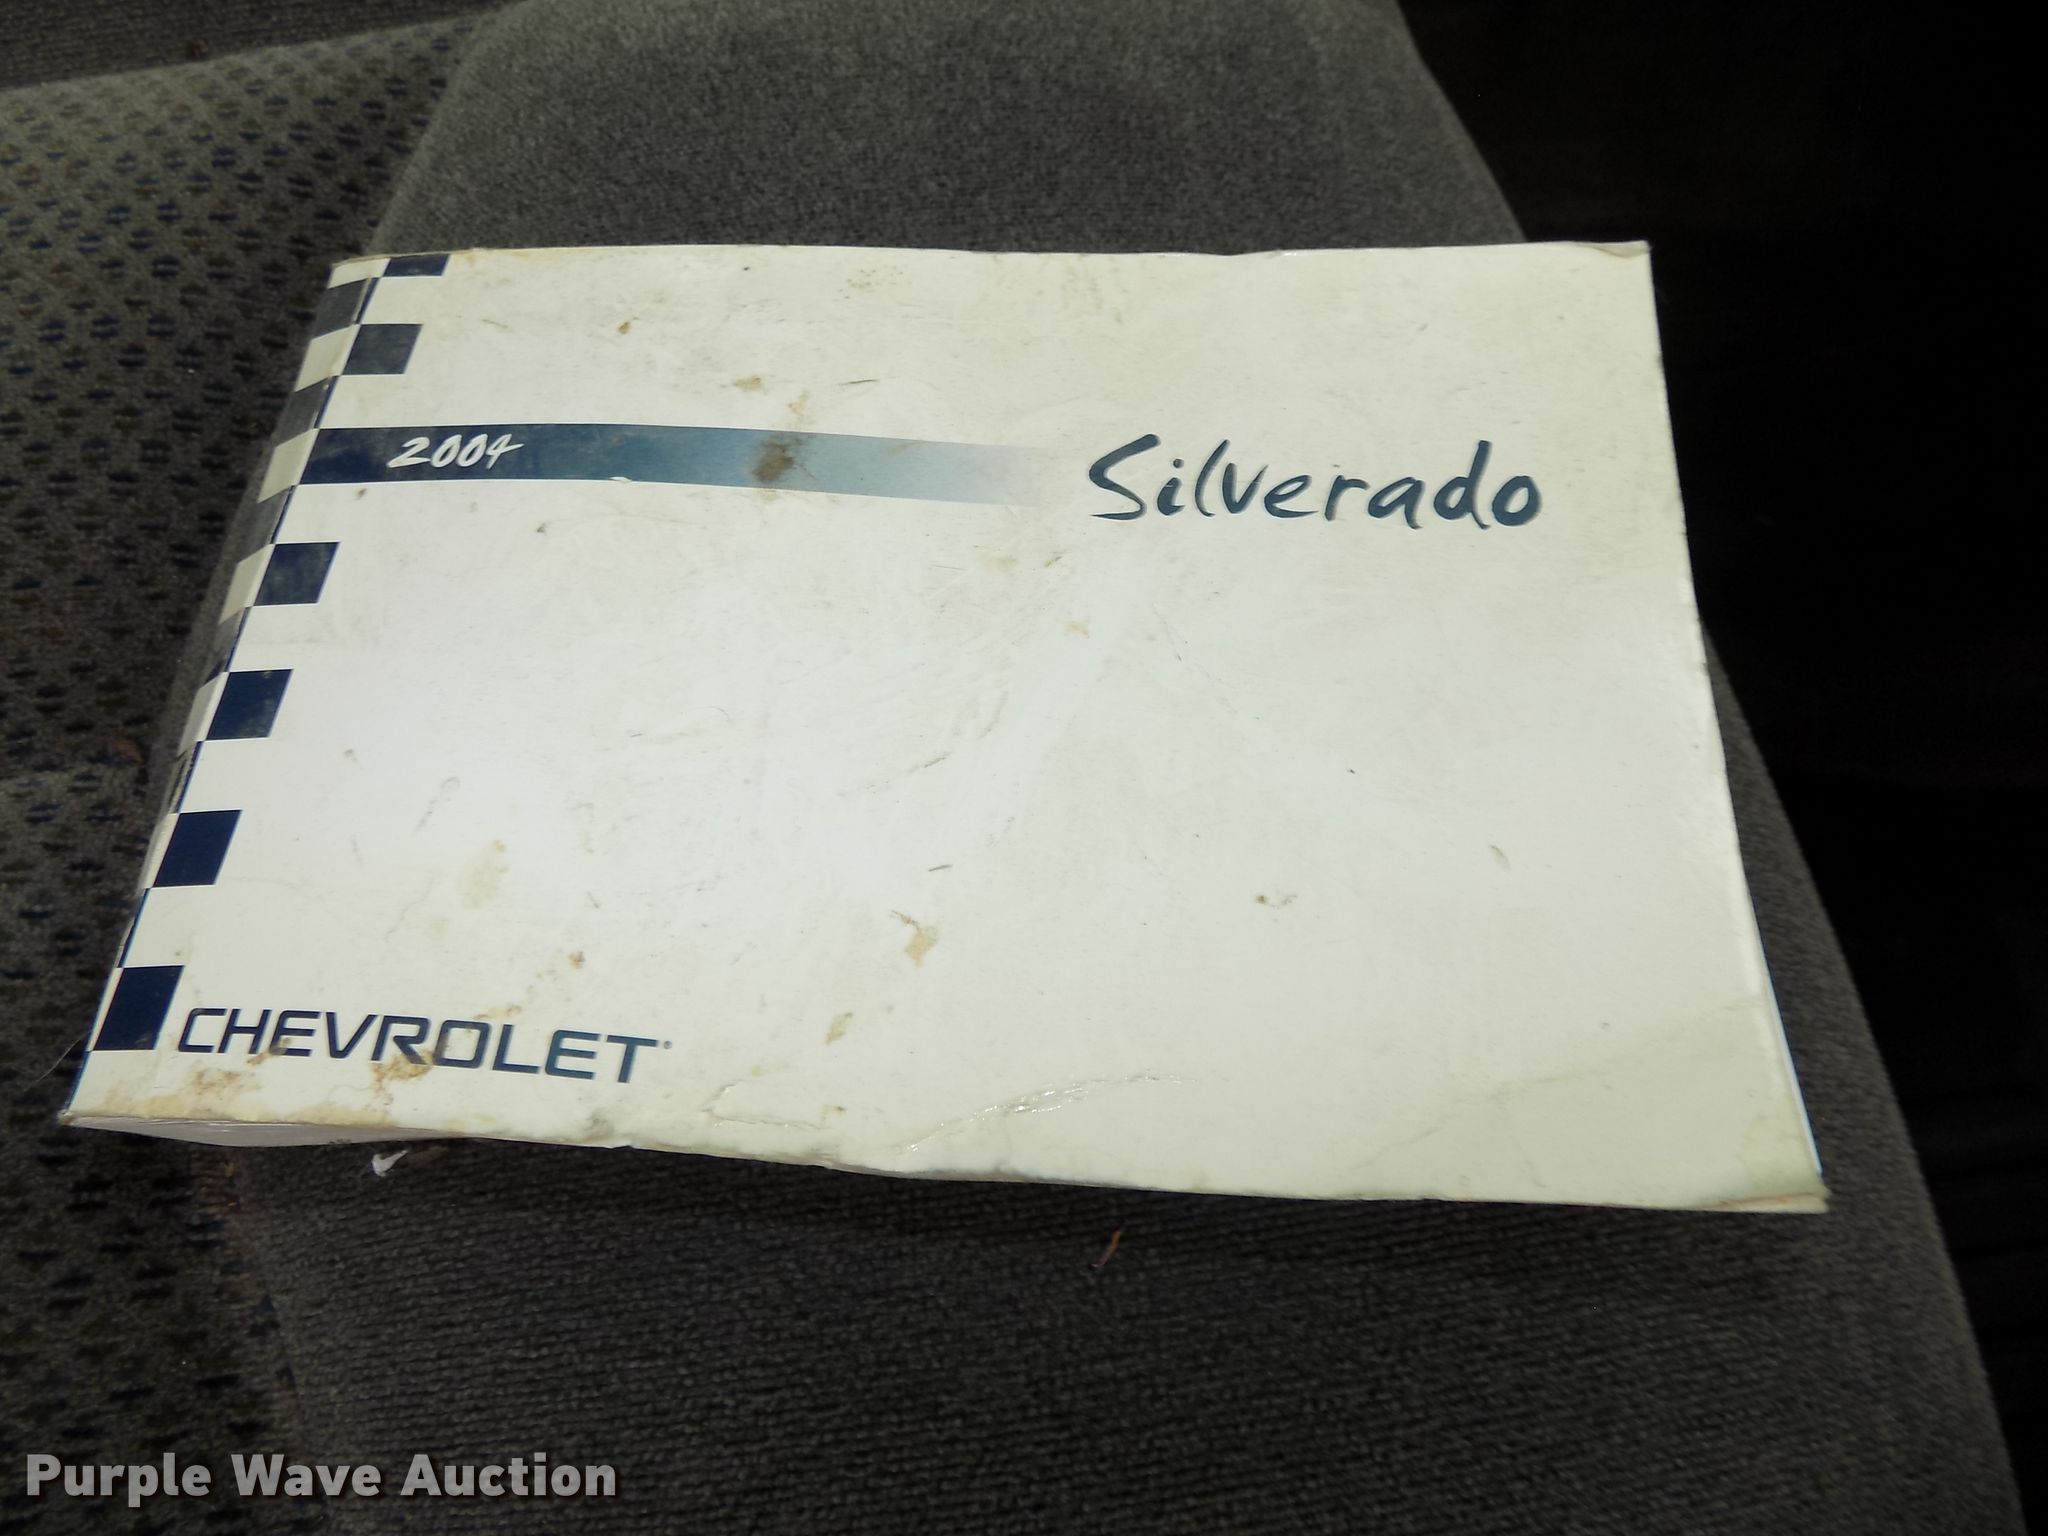 2004
Silverado
CHEVROLET
Purple Wave Auction